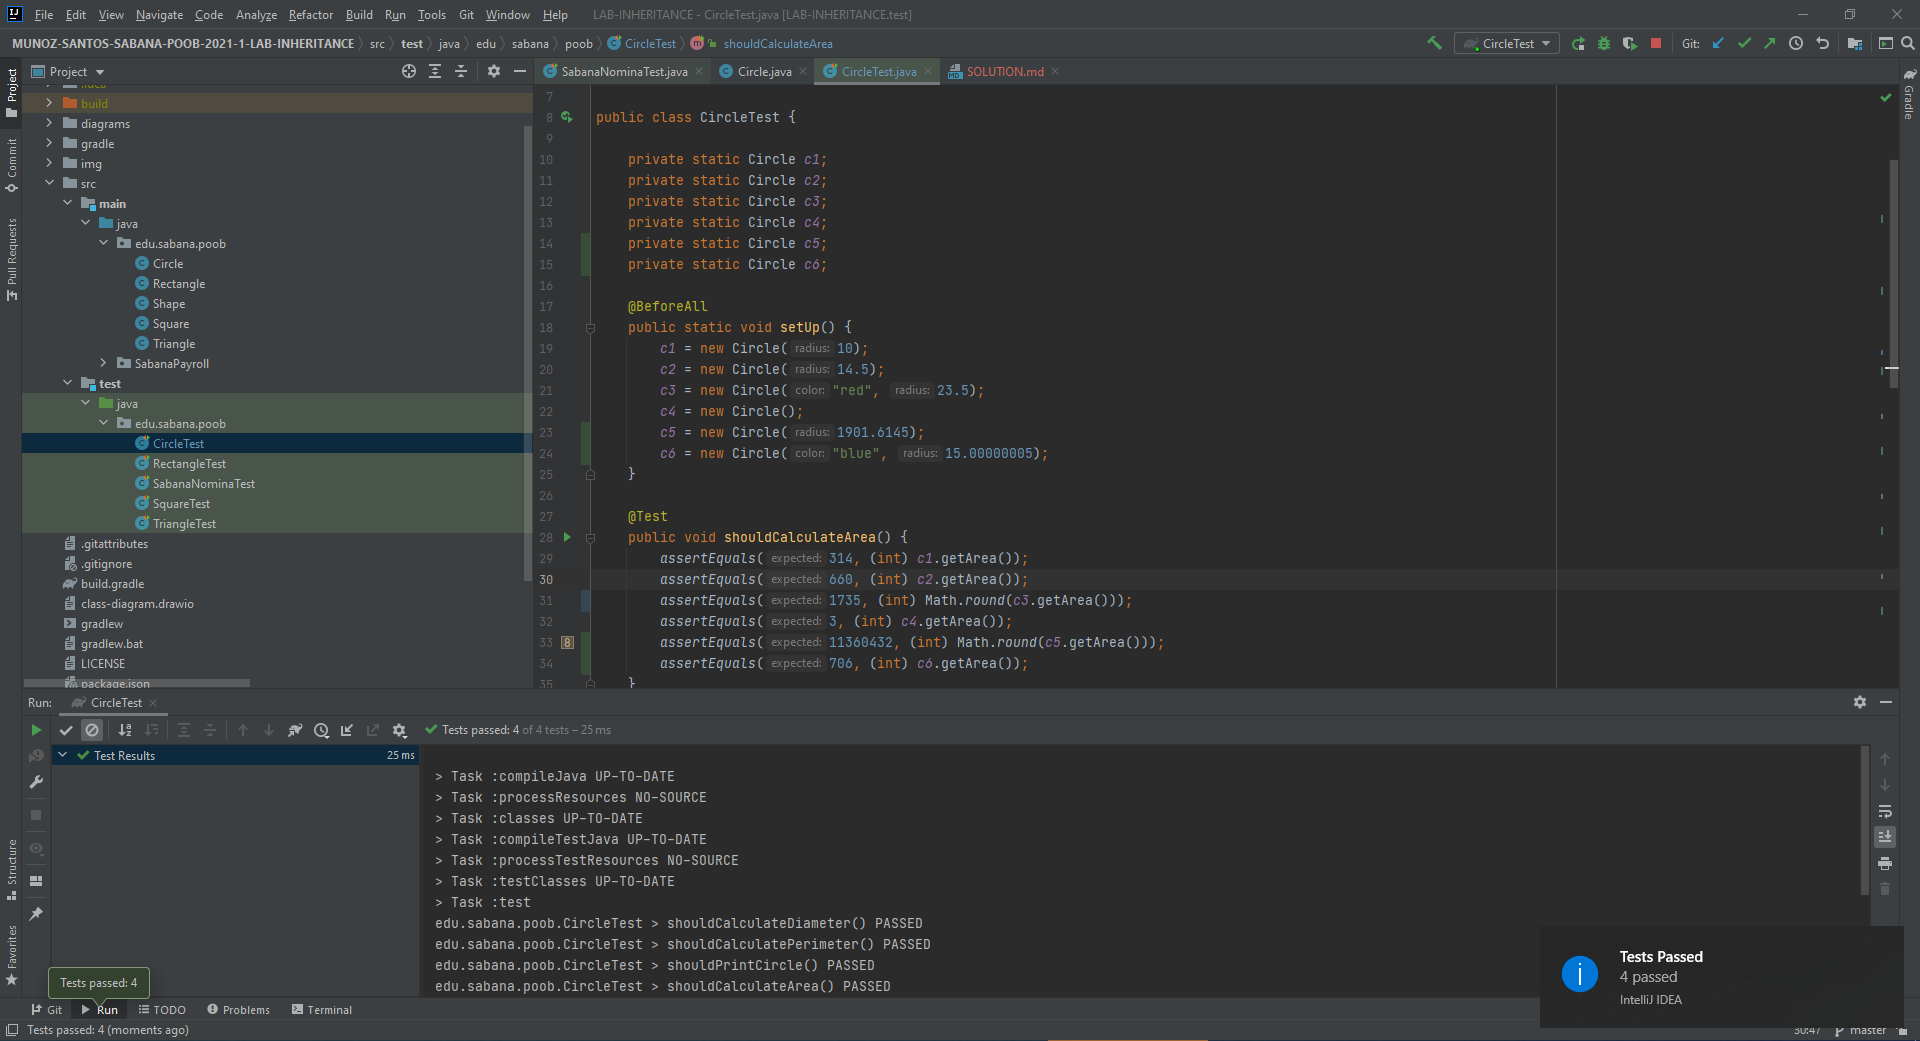 File Edit View Navigate Code Analyze Refactor Build Run Tools Git Window Help LAB-INHERITANCE - CircleTest.java [LAB-INHERITANCE.test]
MUNOZ-SANTOS-SABANA-POOB-2021-1-LAB-INHERITANCE src test java edu sabana poob CircleTest shouldCalculateArea CircleTest Git:
Project
SabanaNominaTest.java Circle.java CircleTest.java SOLUTION.md
Project
Commit
Pull Requests
Structure
Favorites
Gradle
build
diagrams
gradle
img
src
main
java
edu.sabana.poob
Circle
Rectangle
Shape
Square
Triangle
SabanaPayroll
test
java
edu.sabana.poob
CircleTest
RectangleTest
SabanaNominaTest
SquareTest
TriangleTest
.gitattributes
.gitignore
build.gradle
class-diagram.drawio
gradlew
gradlew.bat
LICENSE
package.json
7
8 public class CircleTest {
9
10 private static Circle c1;
11 private static Circle c2;
12 private static Circle c3;
13 private static Circle c4;
14 private static Circle c5;
15 private static Circle c6;
16
17 @BeforeAll
18 public static void setUp() {
19 c1 = new Circle( radius: 10);
20 c2 = new Circle( radius: 14.5);
21 c3 = new Circle( color: "red", radius: 23.5);
22 c4 = new Circle();
23 c5 = new Circle( radius: 1901.6145);
24 c6 = new Circle( color: "blue", radius: 15.00000005);
25 }
26
27 @Test
28 public void shouldCalculateArea() {
29 assertEquals( expected: 314, (int) c1.getArea());
30 assertEquals( expected: 660, (int) c2.getArea());
31 assertEquals( expected: 1735, (int) Math.round(c3.getArea()));
32 assertEquals( expected: 3, (int) c4.getArea());
33 assertEquals( expected: 11360432, (int) Math.round(c5.getArea()));
34 assertEquals( expected: 706, (int) c6.getArea());
35 }
Run: CircleTest
Tests passed: 4 of 4 tests – 25 ms
Test Results 25 ms
> Task :compileJava UP-TO-DATE
> Task :processResources NO-SOURCE
> Task :classes UP-TO-DATE
> Task :compileTestJava UP-TO-DATE
> Task :processTestResources NO-SOURCE
> Task :testClasses UP-TO-DATE
> Task :test
edu.sabana.poob.CircleTest > shouldCalculateDiameter() PASSED
edu.sabana.poob.CircleTest > shouldCalculatePerimeter() PASSED
edu.sabana.poob.CircleTest > shouldPrintCircle() PASSED
edu.sabana.poob.CircleTest > shouldCalculateArea() PASSED
Tests passed: 4
Tests Passed
4 passed
IntelliJ IDEA
Git Run TODO Problems Terminal
Tests passed: 4 (moments ago) 30:47 master